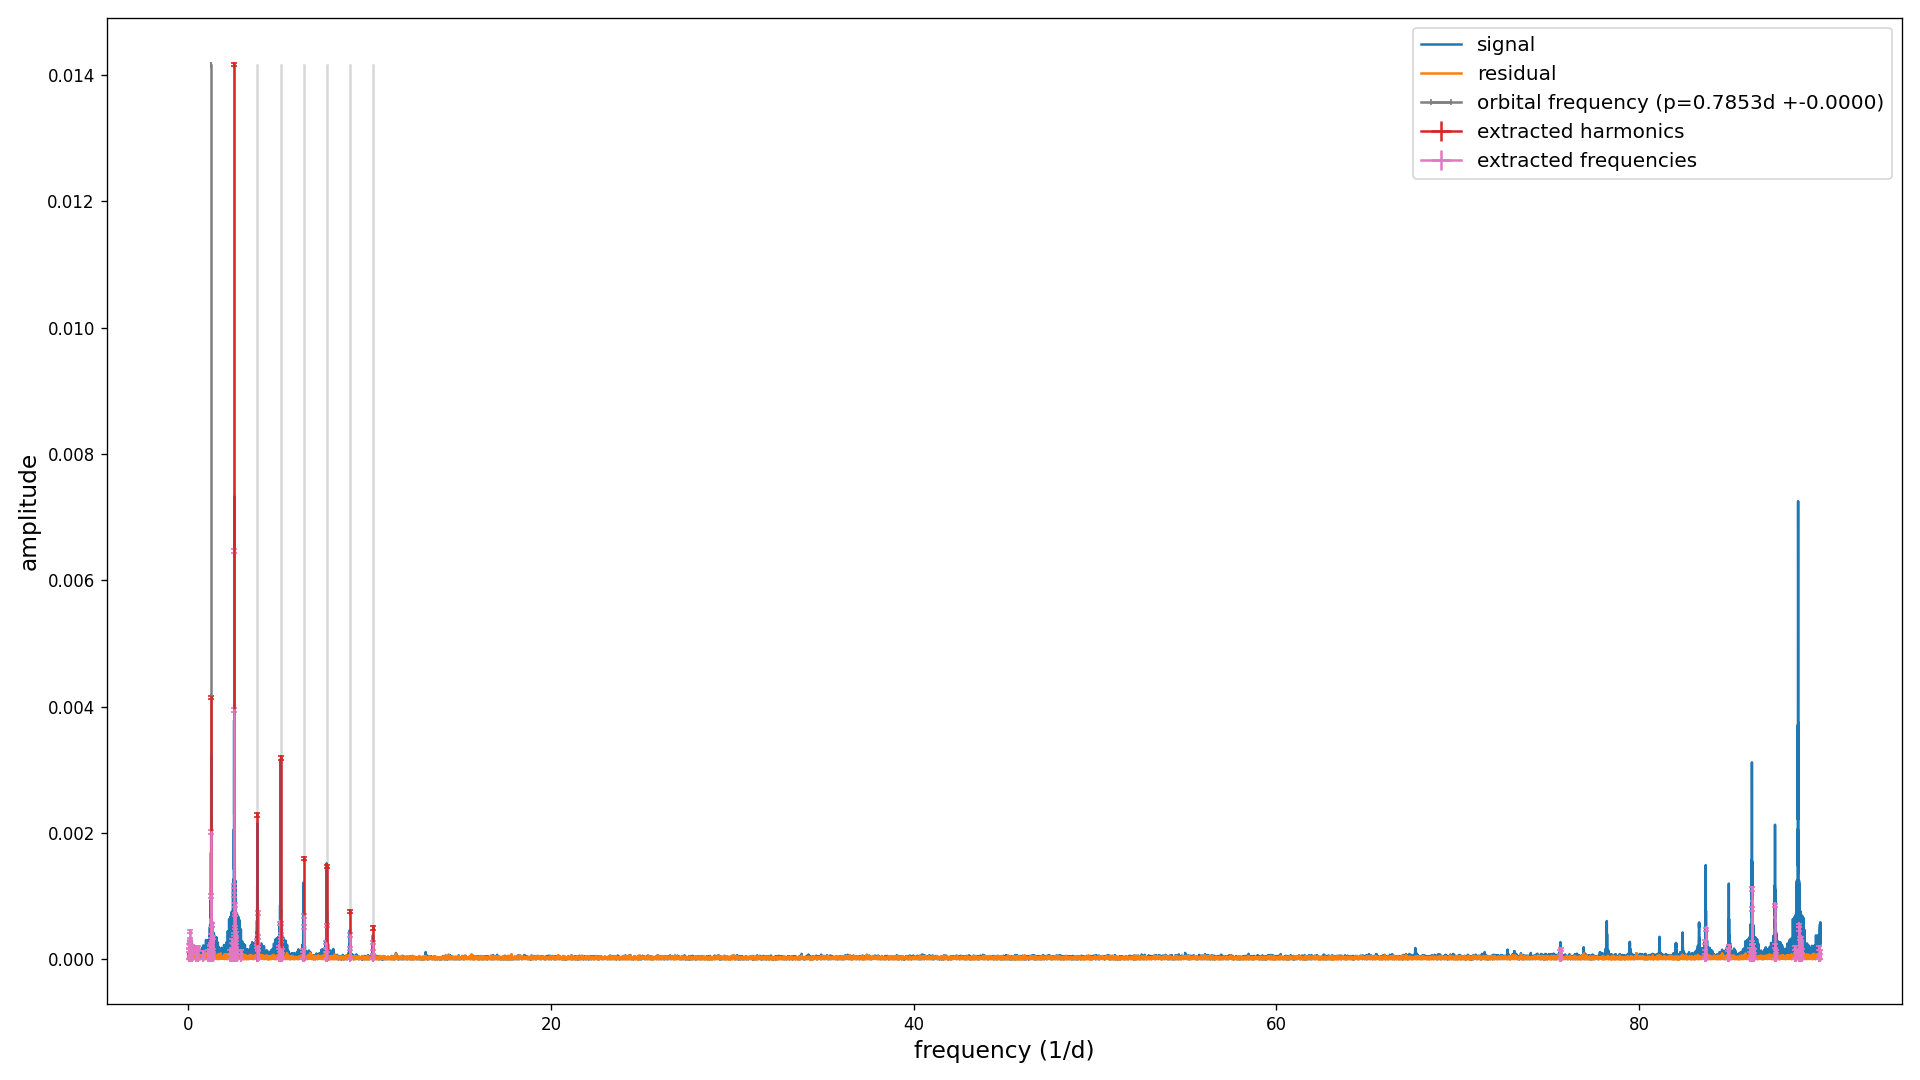 signal
residual
orbital frequency (p=0.7853d +-0.0000)
extracted harmonics
extracted frequencies
amplitude
0.014
0.012
0.010
0.008
0.006
0.004
0.002
0.000
0 20 40 60 80
frequency (1/d)